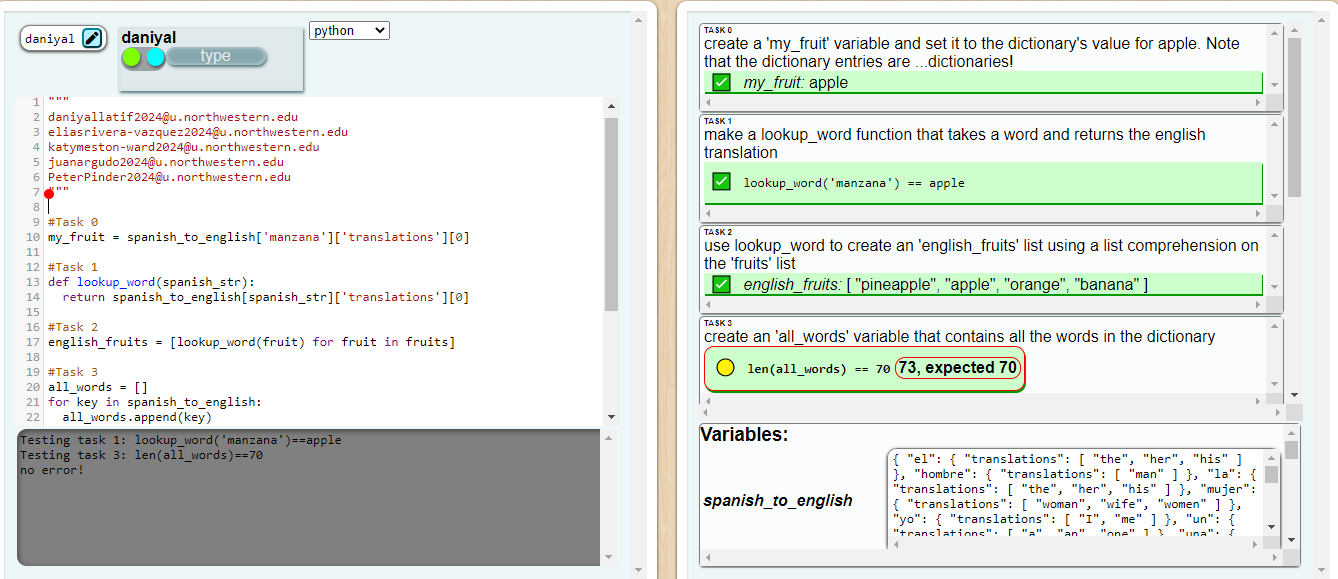 daniyal
daniyal
type
python
1 """
2 daniyallatif2024@u.northwestern.edu
3 eliasrivera-vazquez2024@u.northwestern.edu
4 katymeston-ward2024@u.northwestern.edu
5 juanargudo2024@u.northwestern.edu
6 PeterPinder2024@u.northwestern.edu
7 """
8
9 #Task 0
10 my_fruit = spanish_to_english['manzana']['translations'][0]
11
12 #Task 1
13 def lookup_word(spanish_str):
14 return spanish_to_english[spanish_str]['translations'][0]
15
16 #Task 2
17 english_fruits = [lookup_word(fruit) for fruit in fruits]
18
19 #Task 3
20 all_words = []
21 for key in spanish_to_english:
22 all_words.append(key)
Testing task 1: lookup_word('manzana')==apple
Testing task 3: len(all_words)==70
no error!
TASK 0
create a 'my_fruit' variable and set it to the dictionary's value for apple. Note
that the dictionary entries are ...dictionaries!
my_fruit: apple
TASK 1
make a lookup_word function that takes a word and returns the english
translation
lookup_word('manzana') == apple
TASK 2
use lookup_word to create an 'english_fruits' list using a list comprehension on
the 'fruits' list
english_fruits: [ "pineapple", "apple", "orange", "banana" ]
TASK 3
create an 'all_words' variable that contains all the words in the dictionary
len(all_words) == 70 73, expected 70
Variables:
spanish_to_english
{ "el": { "translations": [ "the", "her", "his" ]
}, "hombre": { "translations": [ "man" ] }, "la": {
"translations": [ "the", "her", "his" ] }, "mujer":
{ "translations": [ "woman", "wife", "women" ] },
"yo": { "translations": [ "I", "me" ] }, "un": {
"translations": [ "a", "an", "one" ] }, "una": {